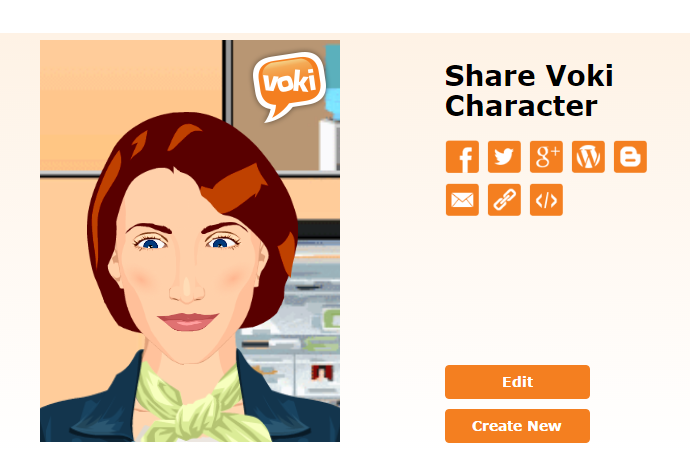 voki
Share Voki
Character
Edit
Create New